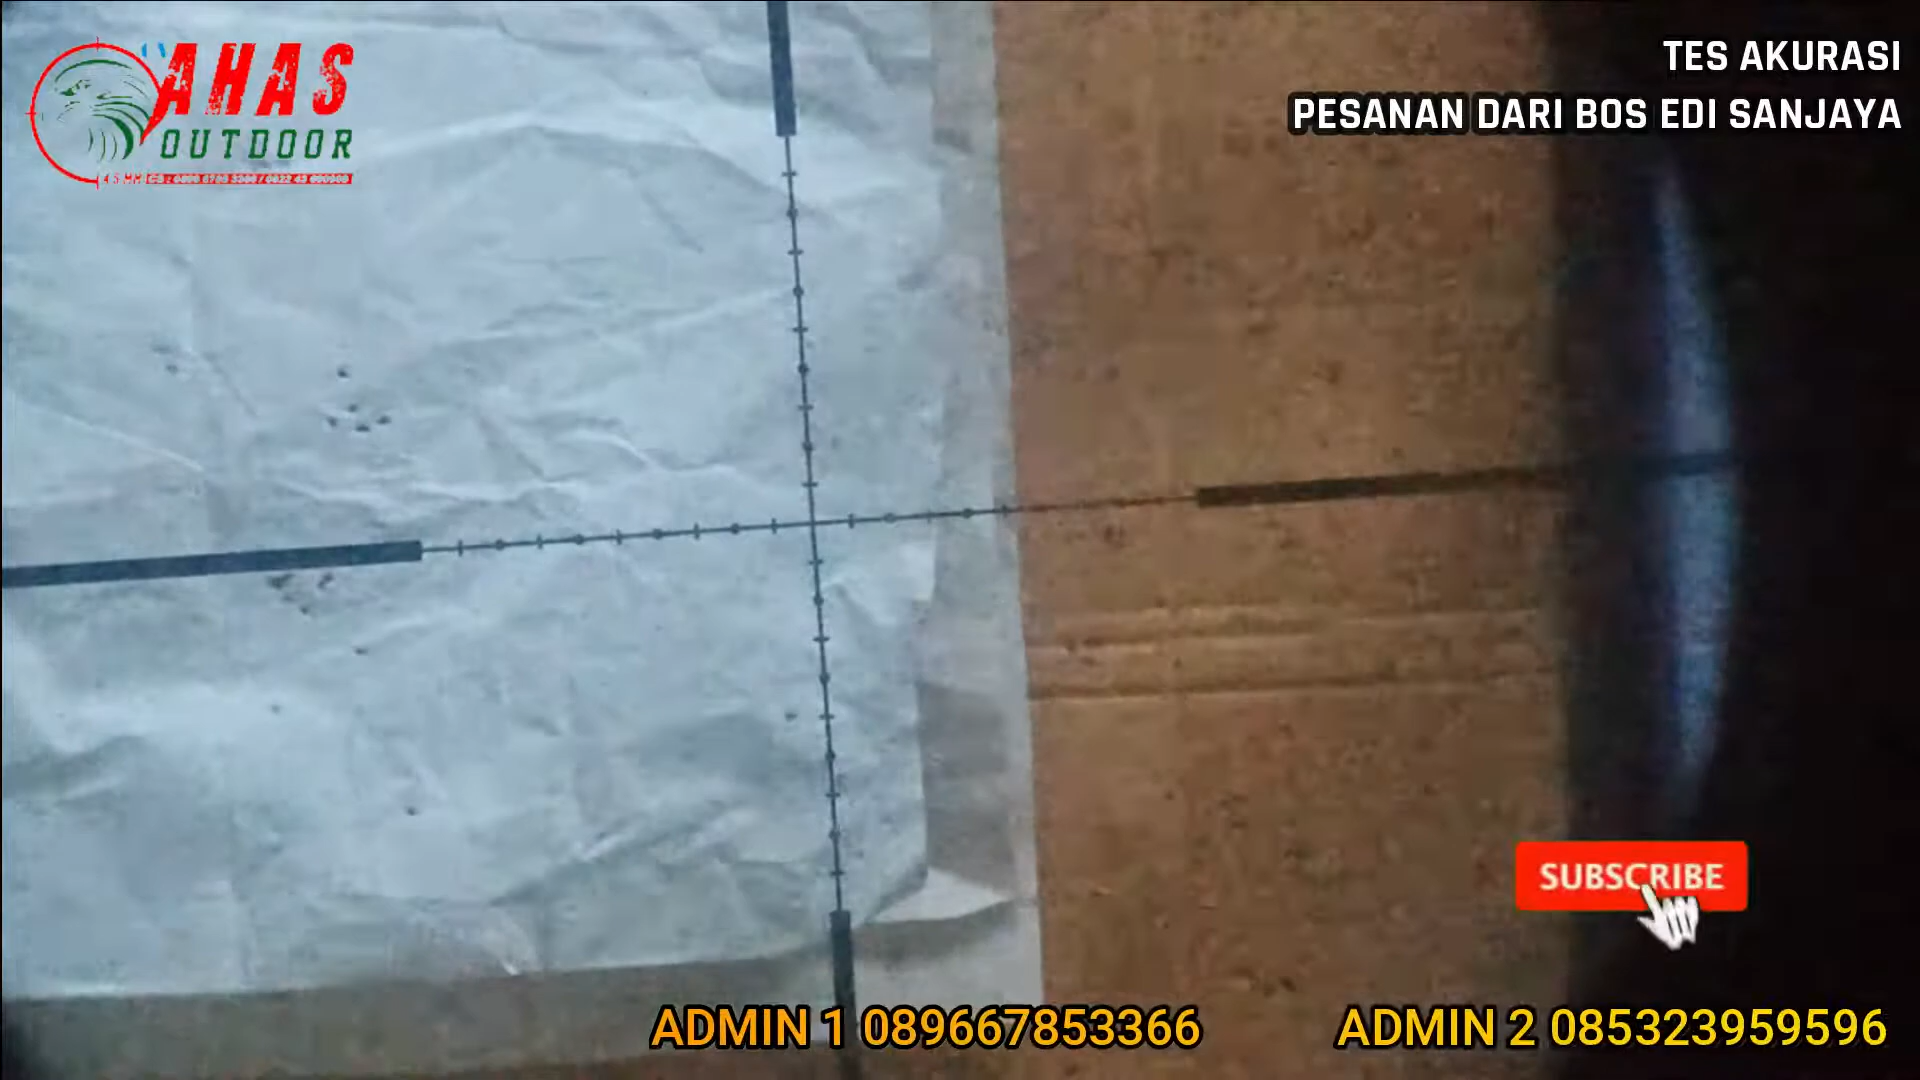 AHAS
OUTDOOR
TES AKURASI
PESANAN DARI BOS EDI SANJAYA
SUBSCRIBE
ADMIN 1 089667853366
ADMIN 2 085323959596